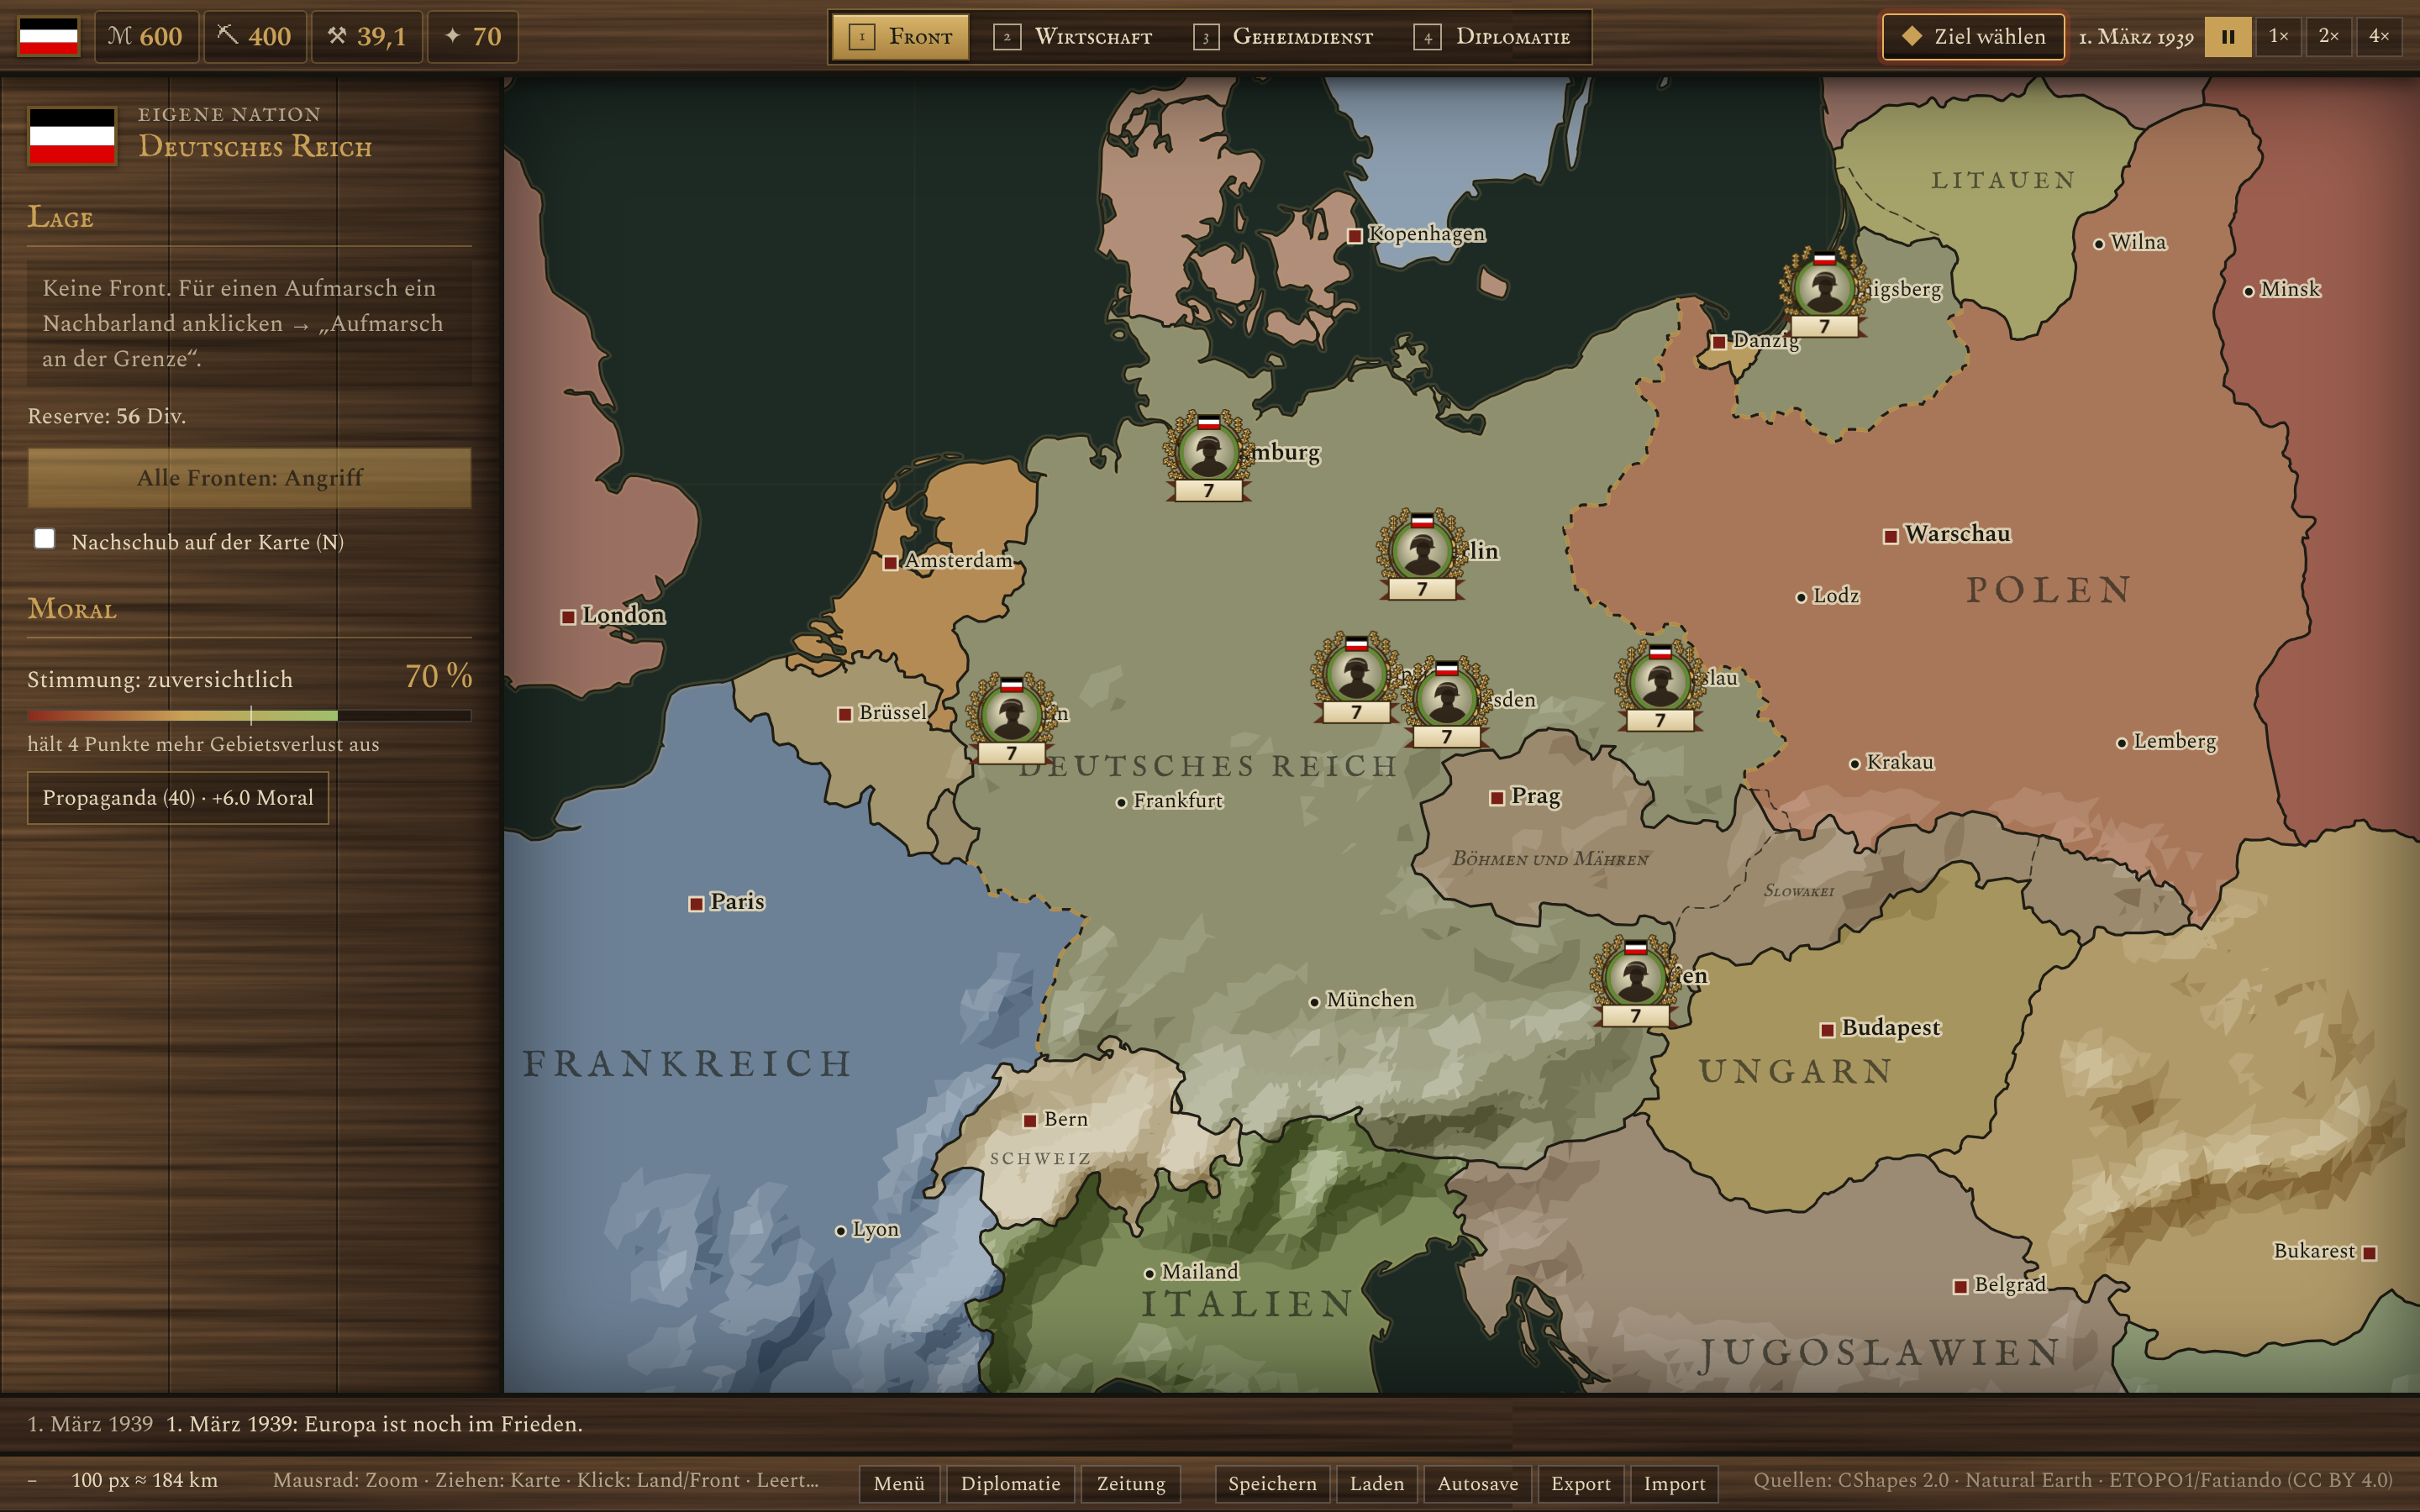 ℳ 600
400
39,1
70
1 Front
2 Wirtschaft
3 Geheimdienst
4 Diplomatie
Ziel wählen
1. März 1939
1×
2×
4×
EIGENE NATION
Deutsches Reich
Lage
Keine Front. Für einen Aufmarsch ein
Nachbarland anklicken → „Aufmarsch
an der Grenze“.
Reserve: 56 Div.
Alle Fronten: Angriff
Nachschub auf der Karte (N)
Moral
Stimmung: zuversichtlich
70 %
hält 4 Punkte mehr Gebietsverlust aus
Propaganda (40) · +6.0 Moral
LITAUEN
Kopenhagen
Wilna
igsberg
Minsk
7
Danzig
mburg
7
Warschau
lin
Amsterdam
7
POLEN
Lodz
London
slau
sden
7
7
7
7
Brüssel
n
7
Lemberg
DEUTSCHES REICH
Krakau
Frankfurt
Prag
Böhmen und Mähren
Slowakei
Paris
en
München
7
Budapest
FRANKREICH
UNGARN
Bern
SCHWEIZ
Lyon
Bukarest
Mailand
Belgrad
ITALIEN
JUGOSLAWIEN
1. März 1939 1. März 1939: Europa ist noch im Frieden.
– 100 px ≈ 184 km
Mausrad: Zoom · Ziehen: Karte · Klick: Land/Front · Leert...
Menü
Diplomatie
Zeitung
Speichern
Laden
Autosave
Export
Import
Quellen: CShapes 2.0 · Natural Earth · ETOPO1/Fatiando (CC BY 4.0)